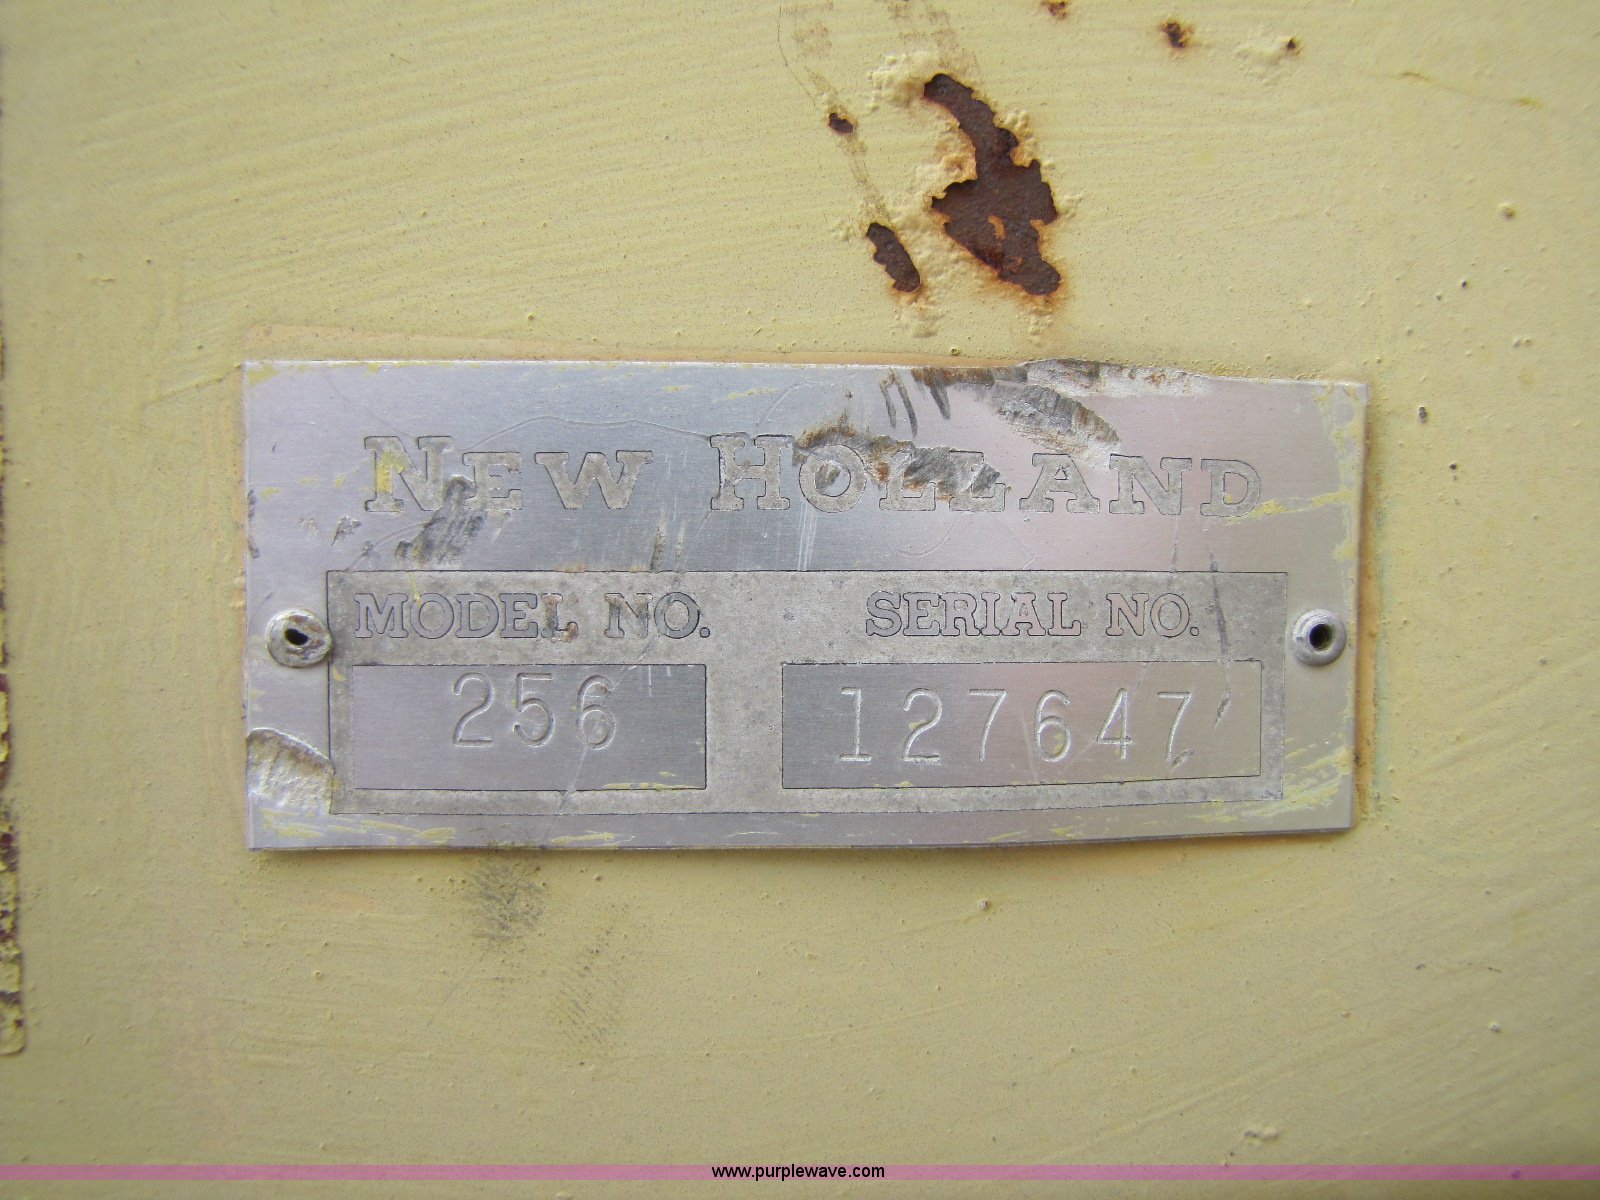 NEW HOLLAND
MODEL NO. SERIAL NO.
256 127647
www.purplewave.com